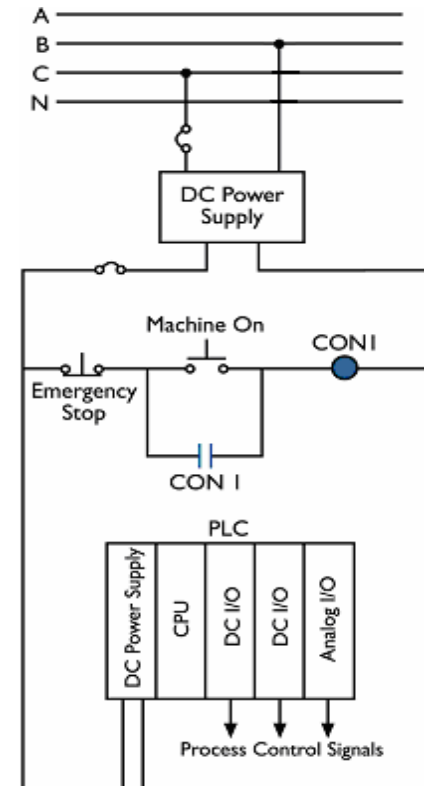 A
B
C
N
DC Power
Supply
Machine On
CON1
Emergency
Stop
CON 1
PLC
DC Power Supply
CPU
DC I/O
DC I/O
Analog I/O
Process Control Signals